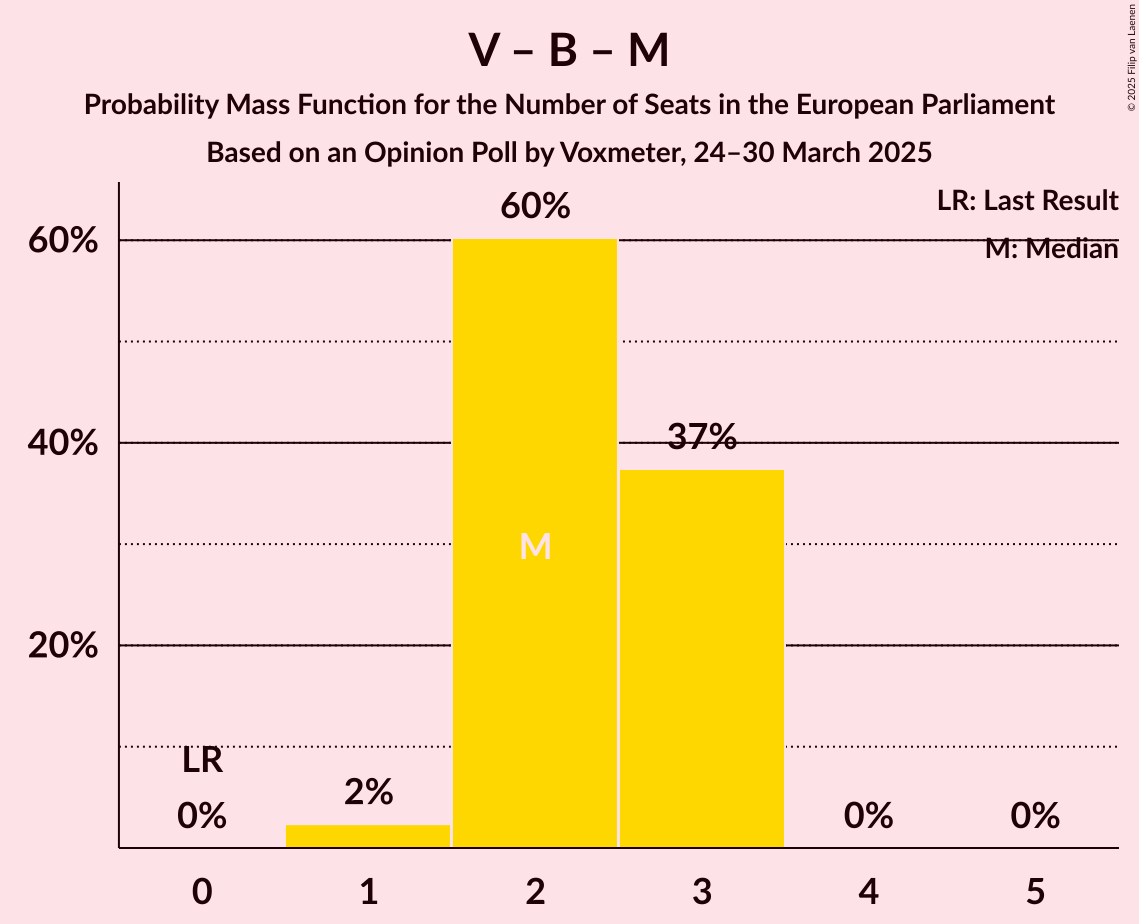 V – B – M
Probability Mass Function for the Number of Seats in the European Parliament
Based on an Opinion Poll by Voxmeter, 24–30 March 2025
© 2025 Filip van Laenen
LR: Last Result
M: Median
60%
40%
20%
60%
37%
M
LR
0%
2%
0%
0%
0 1 2 3 4 5